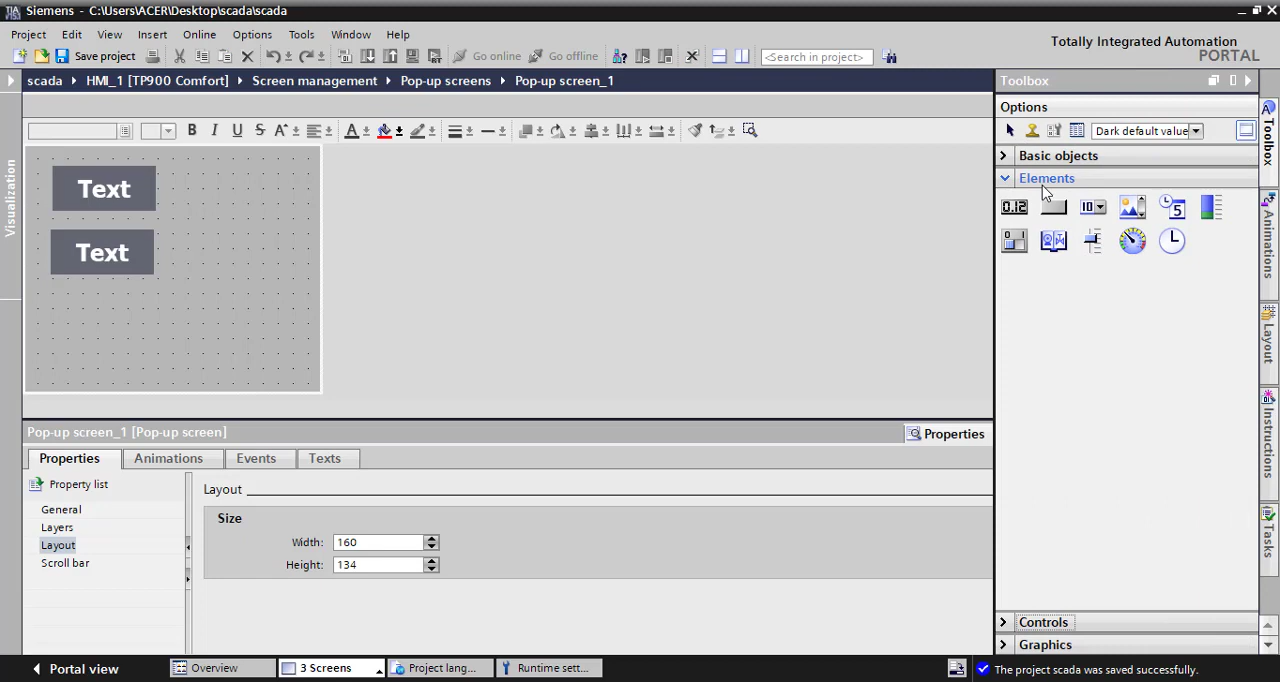 Siemens - C:\Users\ACER\Desktop\scada\scada
Project Edit View Insert Online Options Tools Window Help
Totally Integrated Automation
PORTAL
Save project Go online Go offline <Search in project>
scada HMI_1 [TP900 Comfort] Screen management Pop-up screens Pop-up screen_1
Toolbox
Options
B I U S A A
Dark default value
Basic objects
Elements
0.12 10 5
0
Text
Text
Visualization
Toolbox
Animations
Layout
Instructions
Tasks
Pop-up screen_1 [Pop-up screen]
Properties
Properties Animations Events Texts
Property list
General
Layers
Layout
Scroll bar
Layout
Size
Width: 160
Height: 134
Controls
Graphics
Portal view Overview 3 Screens Project lang... Runtime sett... The project scada was saved successfully.